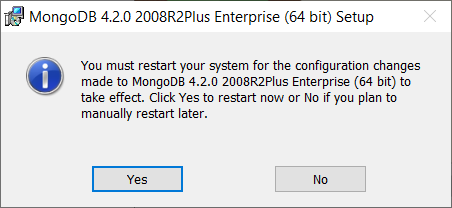 MongoDB 4.2.0 2008R2Plus Enterprise (64 bit) Setup
You must restart your system for the configuration changes
made to MongoDB 4.2.0 2008R2Plus Enterprise (64 bit) to
take effect. Click Yes to restart now or No if you plan to
manually restart later.
Yes
No